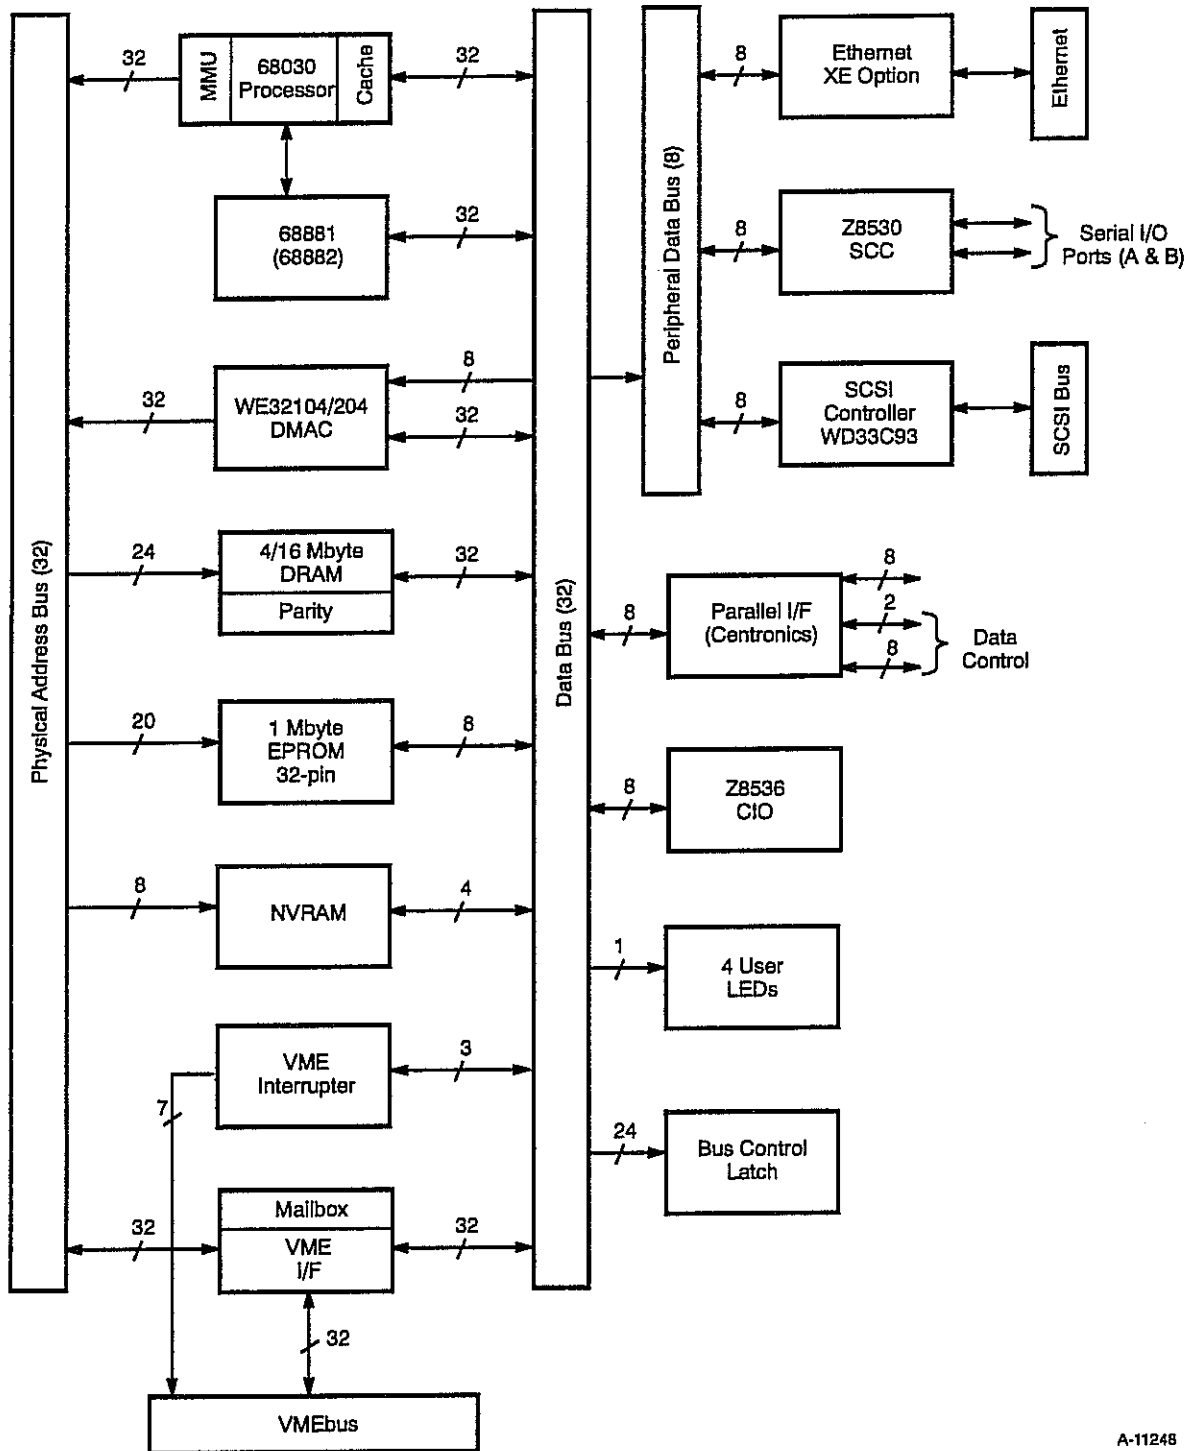 Physical Address Bus (32)
32
MMU
68030
Processor
Cache
32
68881
(68882)
32
32
WE32104/204
DMAC
8
32
24
4/16 Mbyte
DRAM
Parity
32
20
1 Mbyte
EPROM
32-pin
8
8
NVRAM
4
7
VME
Interrupter
3
32
Mailbox
VME
I/F
32
32
VMEbus
Data Bus (32)
Peripheral Data Bus (8)
8
Ethernet
XE Option
Ethernet
8
Z8530
SCC
Serial I/O
Ports (A & B)
8
SCSI
Controller
WD33C93
SCSI Bus
8
Parallel I/F
(Centronics)
8
2
8
Data
Control
8
Z8536
CIO
1
4 User
LEDs
24
Bus Control
Latch
A-11248